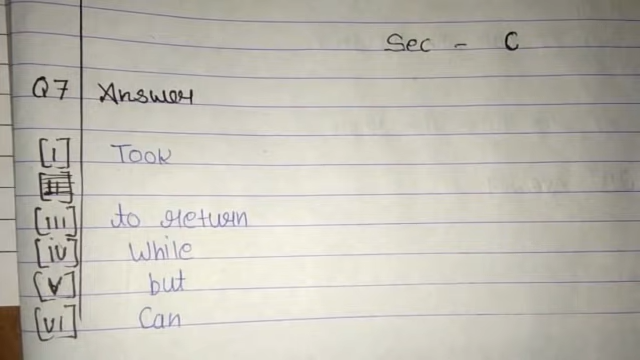 Sec - C
Q7 Answer
[i] Took
[iii] to return
[iv] While
[v] but
[vi] Can